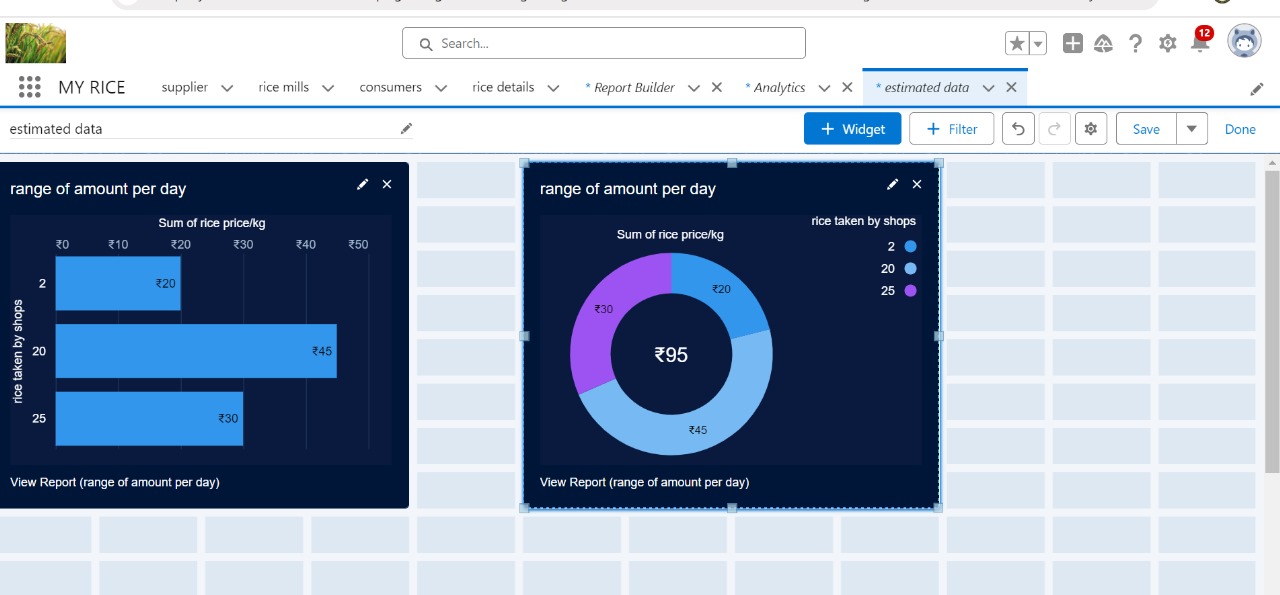 Search...
12
MY RICE
supplier
rice mills
consumers
rice details
* Report Builder
* Analytics
* estimated data
estimated data
+ Widget
+ Filter
Save
Done
range of amount per day
Sum of rice price/kg
₹0 ₹10 ₹20 ₹30 ₹40 ₹50
rice taken by shops
2 ₹20
20 ₹45
25 ₹30
View Report (range of amount per day)
range of amount per day
rice taken by shops
2
20
25
Sum of rice price/kg
₹20
₹30
₹95
₹45
View Report (range of amount per day)